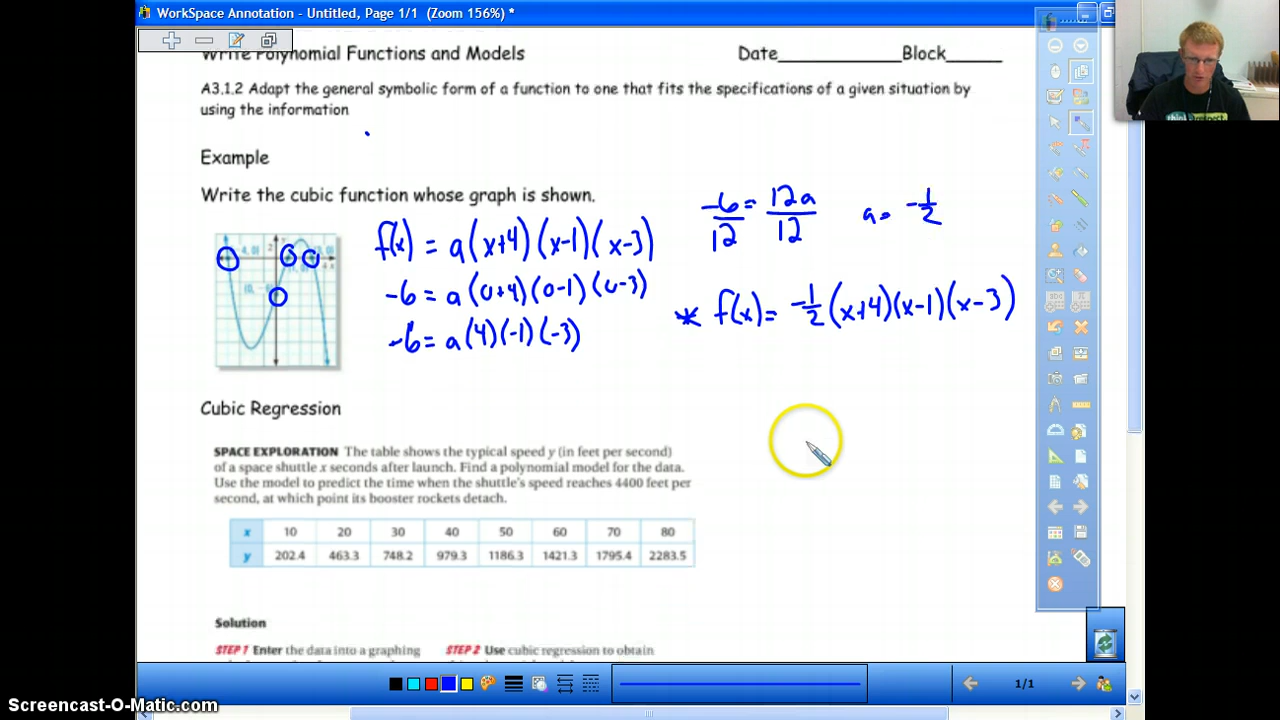 WorkSpace Annotation - Untitled, Page 1/1 (Zoom 156%) *
Write Polynomial Functions and Models Date____________Block_____
A3.1.2 Adapt the general symbolic form of a function to one that fits the specifications of a given situation by
using the information
Example
Write the cubic function whose graph is shown.
f(x) = a(x+4)(x-1)(x-3)
-6 = a(0+4)(0-1)(0-3)
-6 = a(4)(-1)(-3)
-6 = 12a
12 12
a = -1/2
* f(x) = -1/2 (x+4)(x-1)(x-3)
Cubic Regression
SPACE EXPLORATION The table shows the typical speed y (in feet per second)
of a space shuttle x seconds after launch. Find a polynomial model for the data.
Use the model to predict the time when the shuttle's speed reaches 4400 feet per
second, at which point its booster rockets detach.
x 10 20 30 40 50 60 70 80
y 202.4 463.3 748.2 979.3 1186.3 1421.3 1795.4 2283.5
Solution
STEP 1 Enter the data into a graphing
STEP 2 Use cubic regression to obtain
1/1
Screencast-O-Matic.com